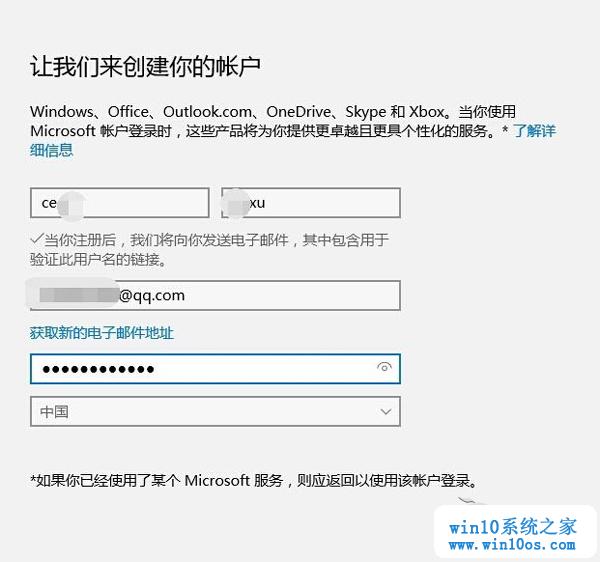 让我们来创建你的帐户
Windows、Office、Outlook.com、OneDrive、Skype 和 Xbox。当你使用
Microsoft 帐户登录时，这些产品将为你提供更卓越且更具个性化的服务。* 了解详
细信息
ce xu
✓当你注册后，我们将向你发送电子邮件，其中包含用于
验证此用户名的链接。
@qq.com
获取新的电子邮件地址
●●●●●●●●●●●●
中国
*如果你已经使用了某个 Microsoft 服务，则应返回以使用该帐户登录。
win10系统之家
www.win10os.com